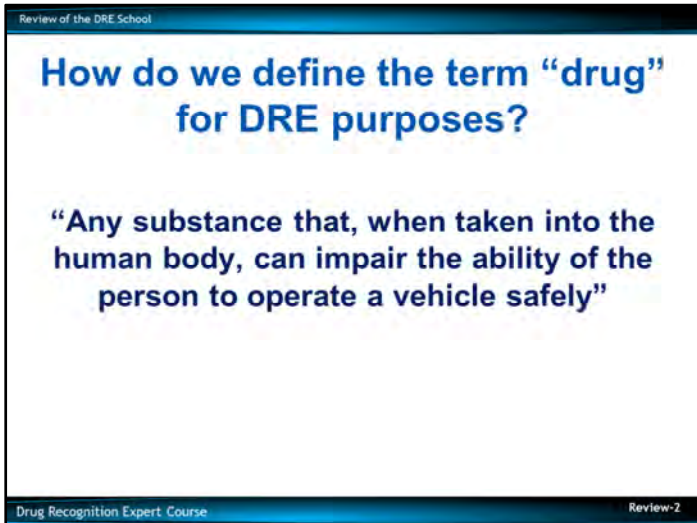 Review of the DRE School
How do we define the term “drug”
for DRE purposes?
“Any substance that, when taken into the
human body, can impair the ability of the
person to operate a vehicle safely”
Drug Recognition Expert Course
Review-2